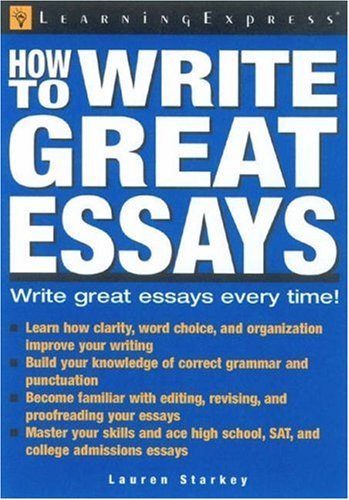 LearningExpress®
HOW TO WRITE
GREAT
ESSAYS
Write great essays every time!
■ Learn how clarity, word choice, and organization
improve your writing
■ Build your knowledge of correct grammar and
punctuation
■ Become familiar with editing, revising, and
proofreading your essays
■ Master your skills and ace high school, SAT, and
college admissions essays
Lauren Starkey